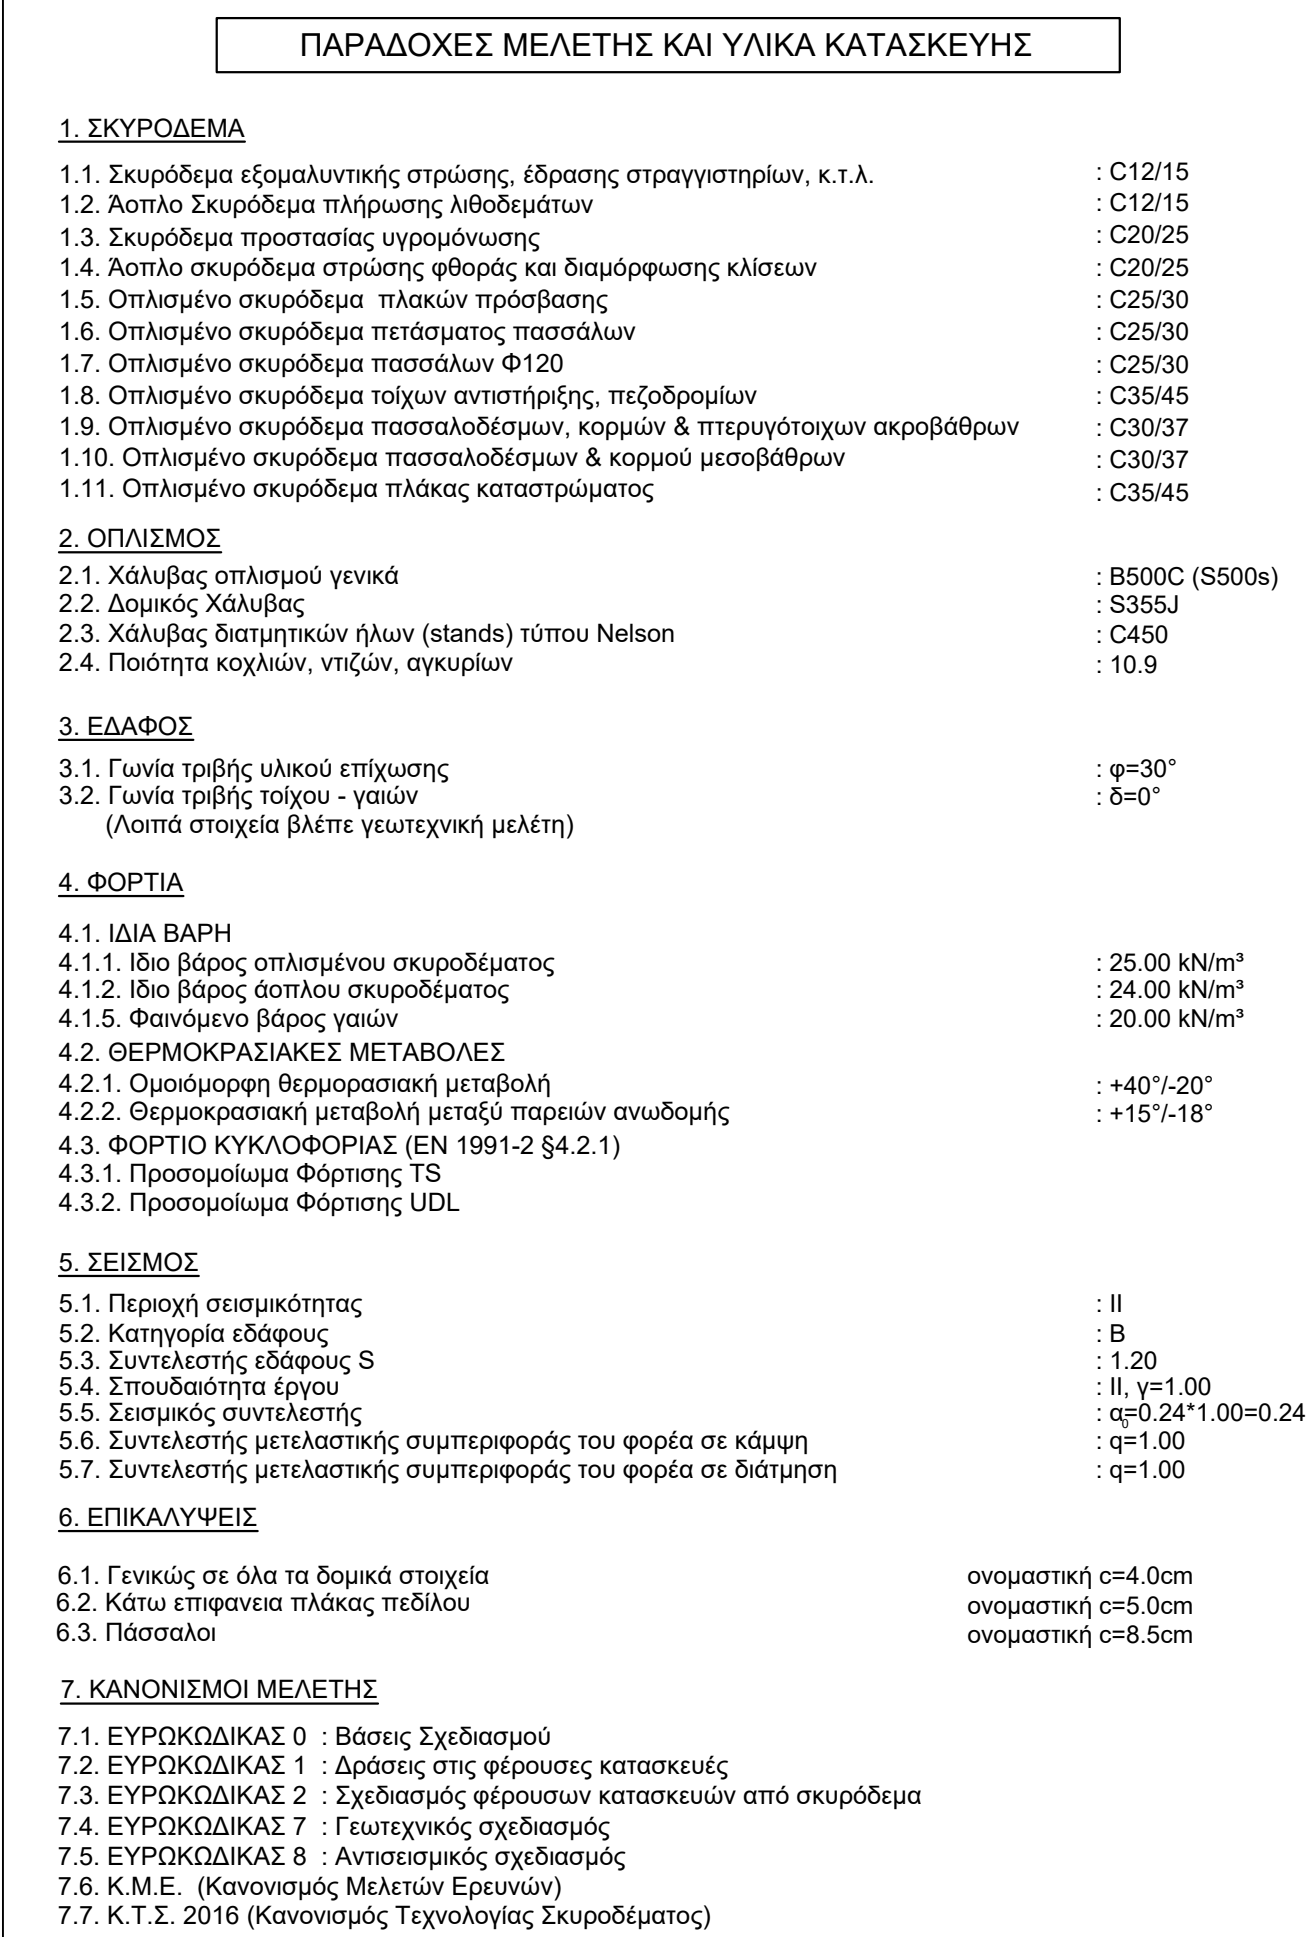 ΠΑΡΑΔΟΧΕΣ ΜΕΛΕΤΗΣ ΚΑΙ ΥΛΙΚΑ ΚΑΤΑΣΚΕΥΗΣ
1. ΣΚΥΡΟΔΕΜΑ
1.1. Σκυρόδεμα εξομαλυντικής στρώσης, έδρασης στραγγιστηρίων, κ.τ.λ. : C12/15
1.2. Άοπλο Σκυρόδεμα πλήρωσης λιθοδεμάτων : C12/15
1.3. Σκυρόδεμα προστασίας υγρομόνωσης : C20/25
1.4. Άοπλο σκυρόδεμα στρώσης φθοράς και διαμόρφωσης κλίσεων : C20/25
1.5. Οπλισμένο σκυρόδεμα πλακών πρόσβασης : C25/30
1.6. Οπλισμένο σκυρόδεμα πετάσματος πασσάλων : C25/30
1.7. Οπλισμένο σκυρόδεμα πασσάλων Φ120 : C25/30
1.8. Οπλισμένο σκυρόδεμα τοίχων αντιστήριξης, πεζοδρομίων : C35/45
1.9. Οπλισμένο σκυρόδεμα πασσαλοδέσμων, κορμών & πτερυγότοιχων ακροβάθρων : C30/37
1.10. Οπλισμένο σκυρόδεμα πασσαλοδέσμων & κορμού μεσοβάθρων : C30/37
1.11. Οπλισμένο σκυρόδεμα πλάκας καταστρώματος : C35/45
2. ΟΠΛΙΣΜΟΣ
2.1. Χάλυβας οπλισμού γενικά : B500C (S500s)
2.2. Δομικός Χάλυβας : S355J
2.3. Χάλυβας διατμητικών ήλων (stands) τύπου Nelson : C450
2.4. Ποιότητα κοχλιών, ντιζών, αγκυρίων : 10.9
3. ΕΔΑΦΟΣ
3.1. Γωνία τριβής υλικού επίχωσης : φ=30°
3.2. Γωνία τριβής τοίχου - γαιών : δ=0°
(Λοιπά στοιχεία βλέπε γεωτεχνική μελέτη)
4. ΦΟΡΤΙΑ
4.1. ΙΔΙΑ ΒΑΡΗ
4.1.1. Ιδιο βάρος οπλισμένου σκυροδέματος : 25.00 kN/m³
4.1.2. Ιδιο βάρος άοπλου σκυροδέματος : 24.00 kN/m³
4.1.5. Φαινόμενο βάρος γαιών : 20.00 kN/m³
4.2. ΘΕΡΜΟΚΡΑΣΙΑΚΕΣ ΜΕΤΑΒΟΛΕΣ
4.2.1. Ομοιόμορφη θερμορασιακή μεταβολή : +40°/-20°
4.2.2. Θερμοκρασιακή μεταβολή μεταξύ παρειών ανωδομής : +15°/-18°
4.3. ΦΟΡΤΙΟ ΚΥΚΛΟΦΟΡΙΑΣ (EN 1991-2 §4.2.1)
4.3.1. Προσομοίωμα Φόρτισης TS
4.3.2. Προσομοίωμα Φόρτισης UDL
5. ΣΕΙΣΜΟΣ
5.1. Περιοχή σεισμικότητας : II
5.2. Κατηγορία εδάφους : B
5.3. Συντελεστής εδάφους S : 1.20
5.4. Σπουδαιότητα έργου : II, γ=1.00
5.5. Σεισμικός συντελεστής : α₀=0.24*1.00=0.24
5.6. Συντελεστής μετελαστικής συμπεριφοράς του φορέα σε κάμψη : q=1.00
5.7. Συντελεστής μετελαστικής συμπεριφοράς του φορέα σε διάτμηση : q=1.00
6. ΕΠΙΚΑΛΥΨΕΙΣ
6.1. Γενικώς σε όλα τα δομικά στοιχεία ονομαστική c=4.0cm
6.2. Κάτω επιφανεια πλάκας πεδίλου ονομαστική c=5.0cm
6.3. Πάσσαλοι ονομαστική c=8.5cm
7. ΚΑΝΟΝΙΣΜΟΙ ΜΕΛΕΤΗΣ
7.1. ΕΥΡΩΚΩΔΙΚΑΣ 0 : Βάσεις Σχεδιασμού
7.2. ΕΥΡΩΚΩΔΙΚΑΣ 1 : Δράσεις στις φέρουσες κατασκευές
7.3. ΕΥΡΩΚΩΔΙΚΑΣ 2 : Σχεδιασμός φέρουσων κατασκευών από σκυρόδεμα
7.4. ΕΥΡΩΚΩΔΙΚΑΣ 7 : Γεωτεχνικός σχεδιασμός
7.5. ΕΥΡΩΚΩΔΙΚΑΣ 8 : Αντισεισμικός σχεδιασμός
7.6. Κ.Μ.Ε. (Κανονισμός Μελετών Ερευνών)
7.7. Κ.Τ.Σ. 2016 (Κανονισμός Τεχνολογίας Σκυροδέματος)